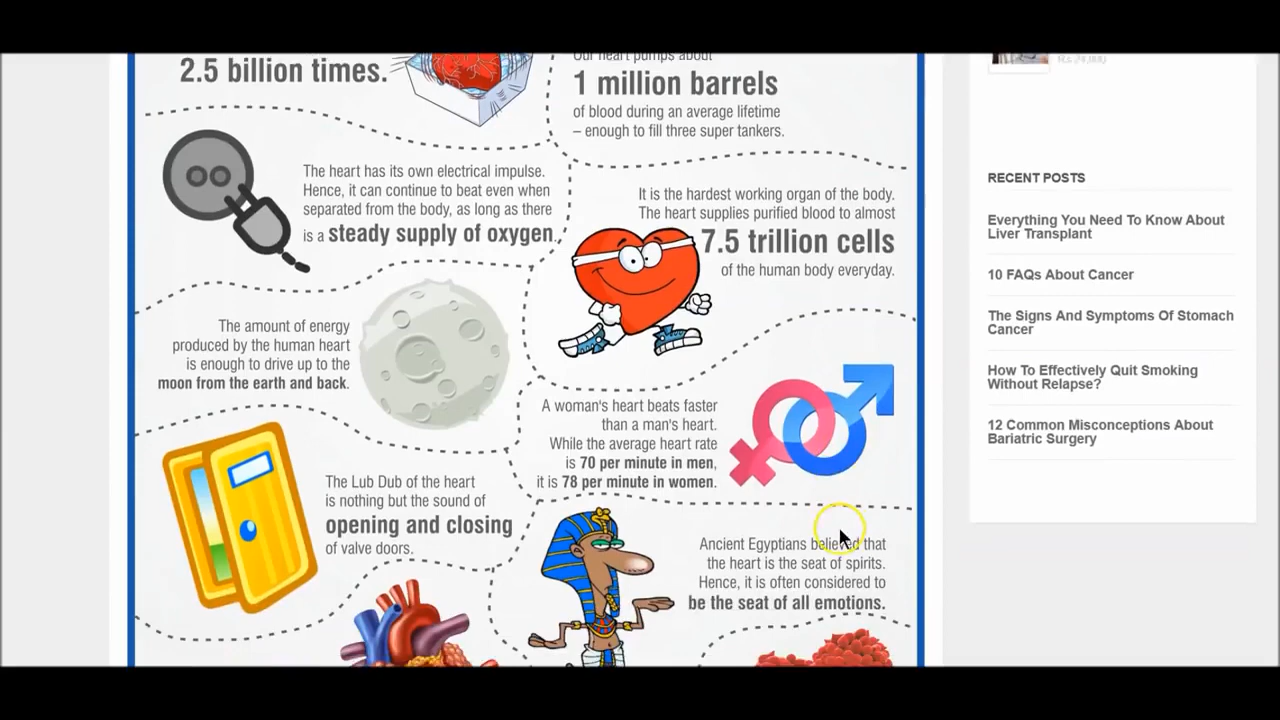 2.5 billion times.
Our heart pumps about
1 million barrels
of blood during an average lifetime
– enough to fill three super tankers.
The heart has its own electrical impulse.
Hence, it can continue to beat even when
separated from the body, as long as there
is a steady supply of oxygen.
It is the hardest working organ of the body.
The heart supplies purified blood to almost
7.5 trillion cells
of the human body everyday.
The amount of energy
produced by the human heart
is enough to drive up to the
moon from the earth and back.
A woman's heart beats faster
than a man's heart.
While the average heart rate
is 70 per minute in men,
it is 78 per minute in women.
The Lub Dub of the heart
is nothing but the sound of
opening and closing
of valve doors.
Ancient Egyptians believed that
the heart is the seat of spirits.
Hence, it is often considered to
be the seat of all emotions.
RECENT POSTS
Everything You Need To Know About
Liver Transplant
10 FAQs About Cancer
The Signs And Symptoms Of Stomach
Cancer
How To Effectively Quit Smoking
Without Relapse?
12 Common Misconceptions About
Bariatric Surgery